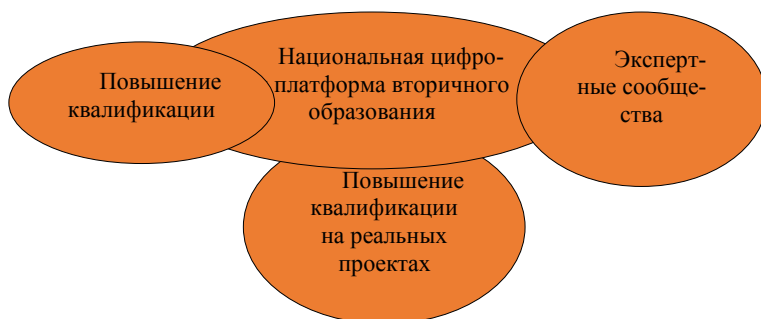 Повышение
квалификации
Национальная цифро-
платформа вторичного
образования
Эксперт-
ные сообще-
ства
Повышение
квалификации
на реальных
проектах